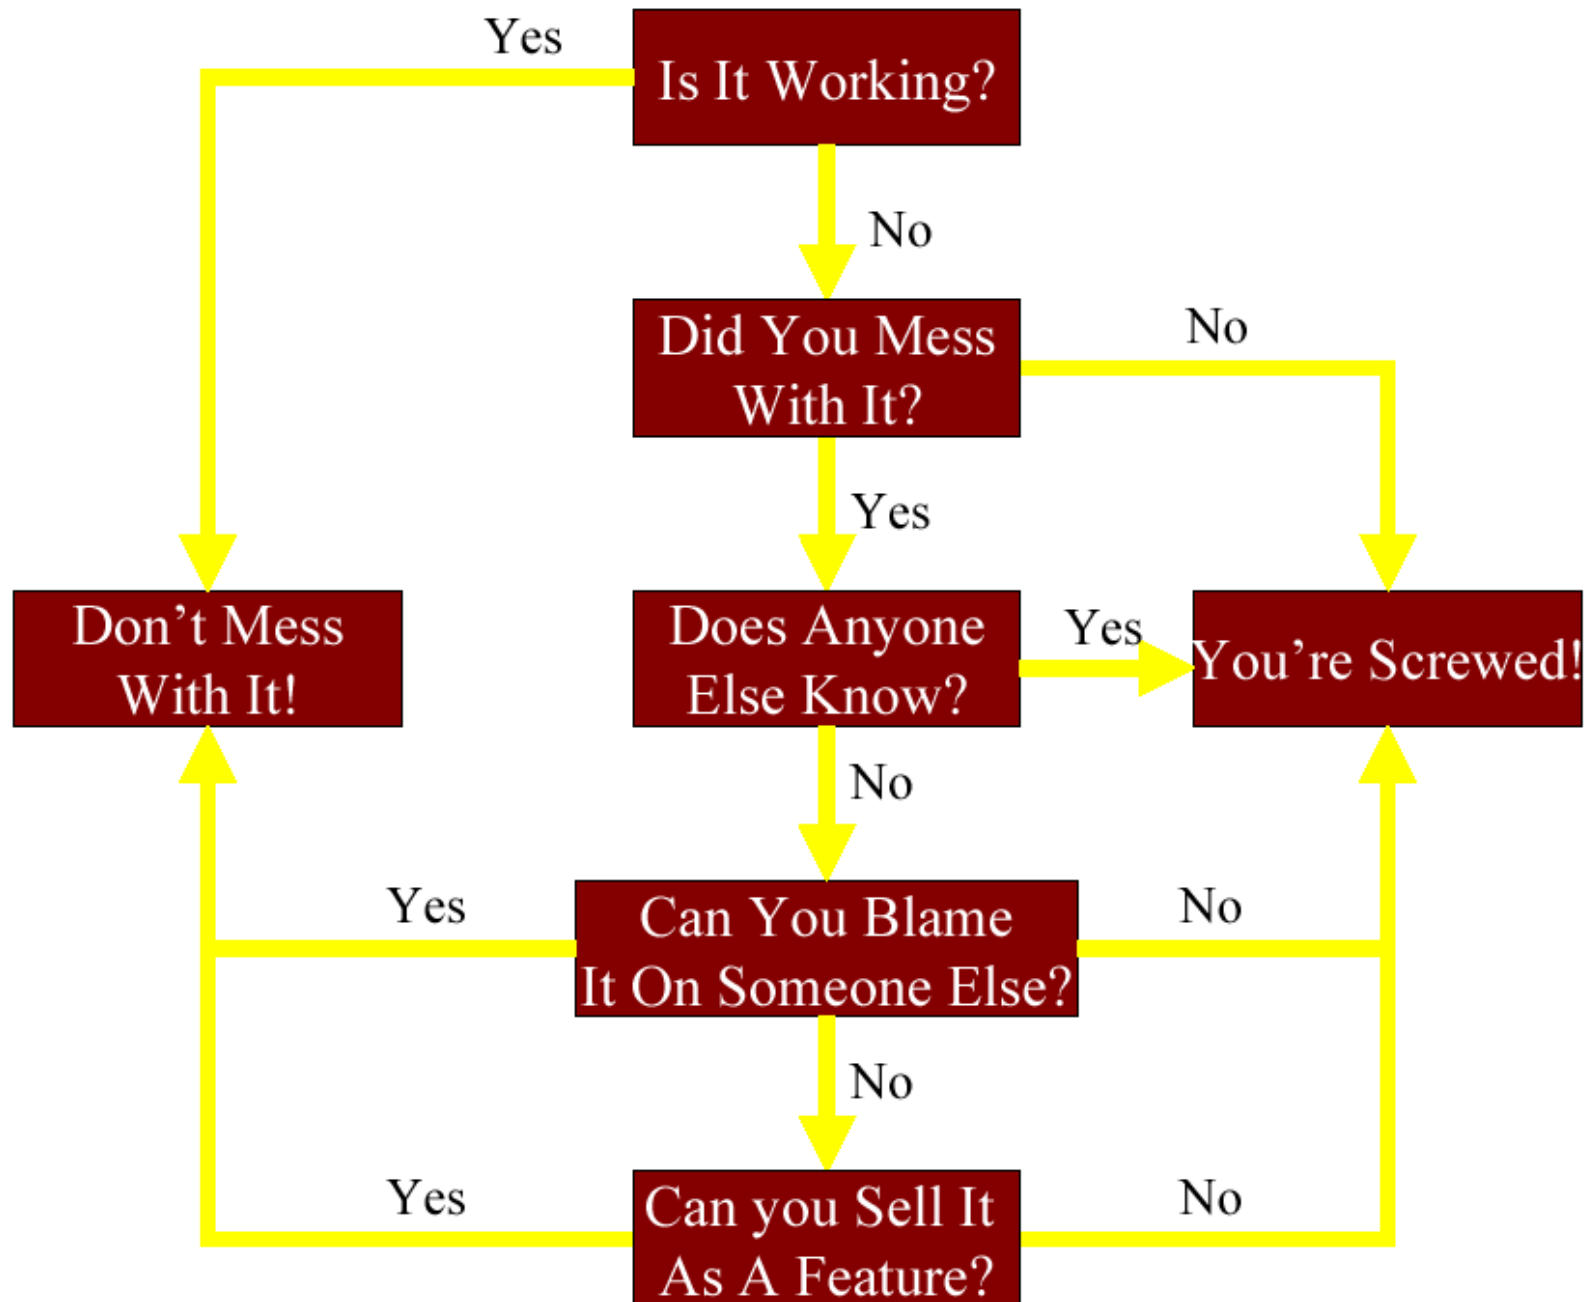 Yes
Is It Working?
No
Did You Mess
With It?
No
Yes
Don’t Mess
With It!
Does Anyone
Else Know?
Yes
You’re Screwed!
No
Yes
Can You Blame
It On Someone Else?
No
No
Yes
Can you Sell It
As A Feature?
No